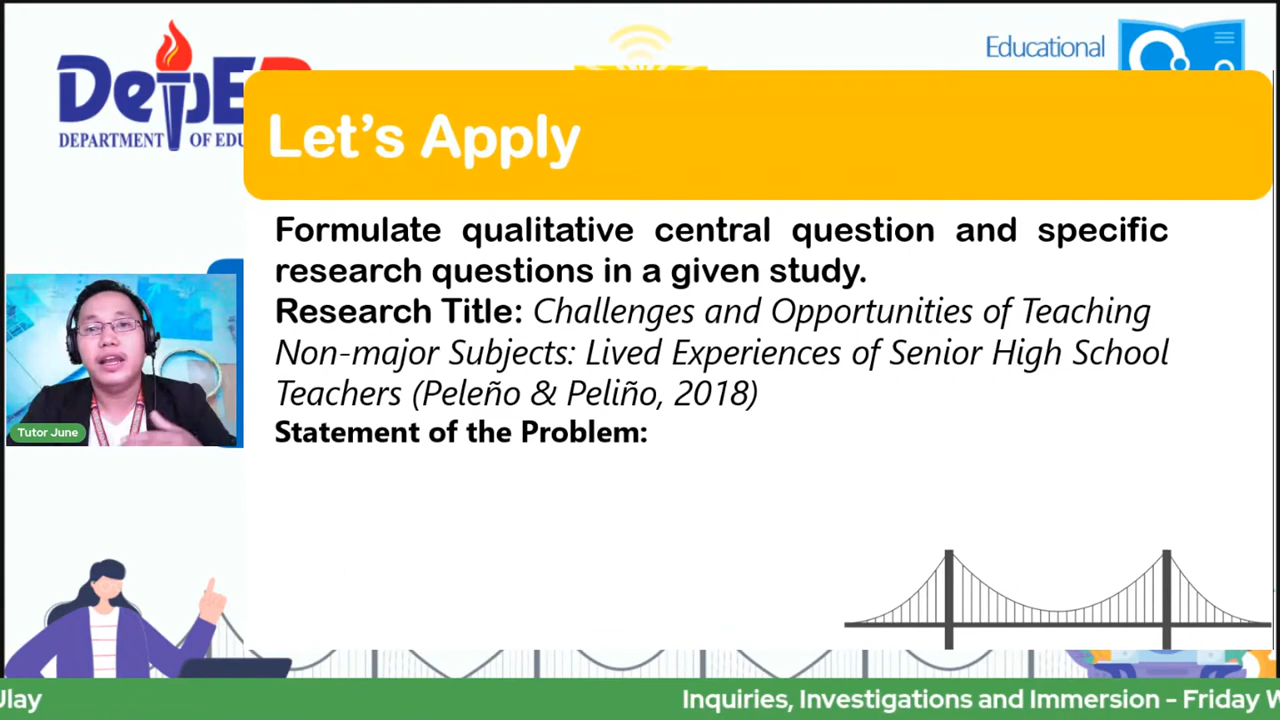 DepED
DEPARTMENT OF EDU
Educational
Let's Apply
Formulate qualitative central question and specific
research questions in a given study.
Research Title: Challenges and Opportunities of Teaching
Non-major Subjects: Lived Experiences of Senior High School
Teachers (Peleño & Peliño, 2018)
Statement of the Problem:
Tutor June
Ulay
Inquiries, Investigations and Immersion - Friday W